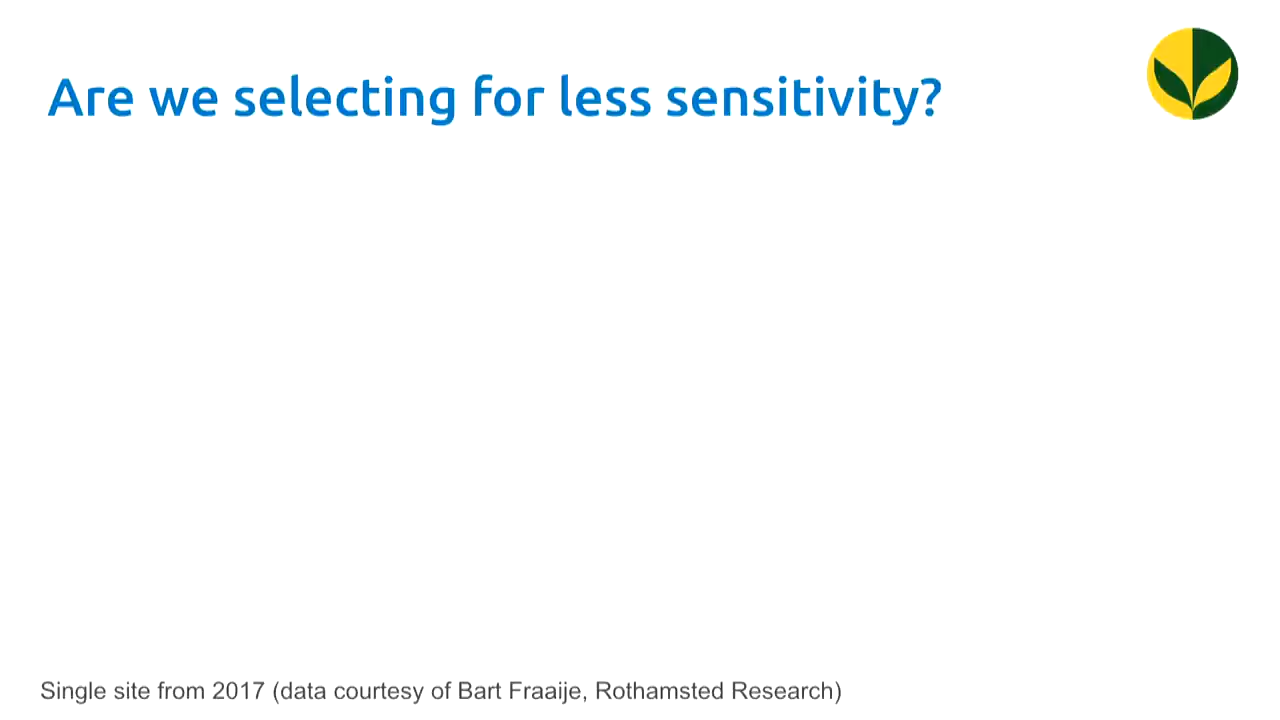 Are we selecting for less sensitivity?
Single site from 2017 (data courtesy of Bart Fraaije, Rothamsted Research)